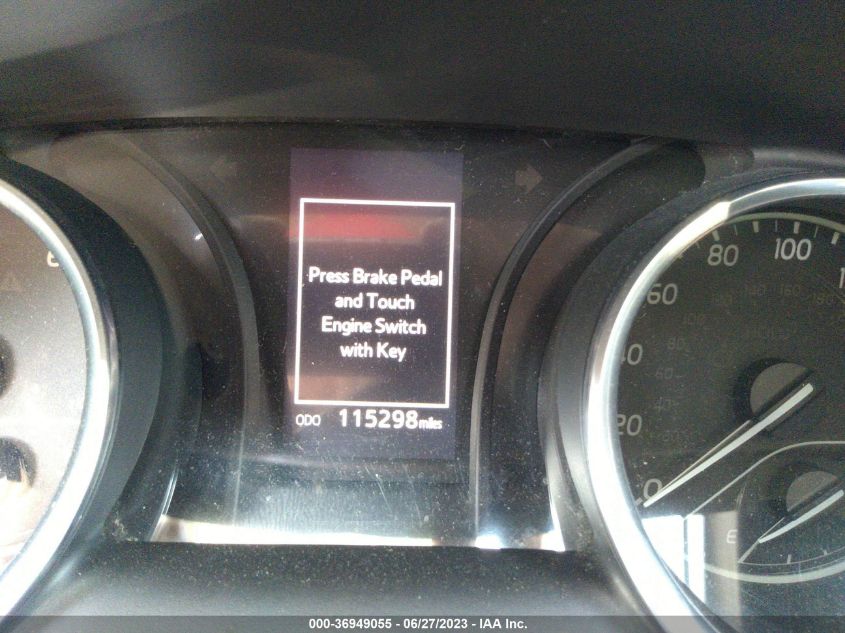 Press Brake Pedal
and Touch
Engine Switch
with Key
ODO 115298 miles
80
100
60
40
20
0
E
000-36949055 - 06/27/2023 - IAA Inc.